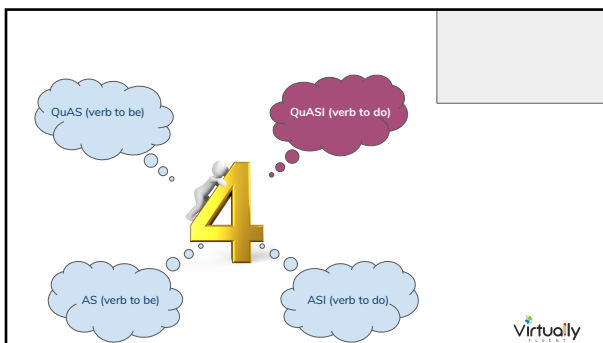 QuAS (verb to be)
QuASI (verb to do)
4
AS (verb to be)
ASI (verb to do)
Virtually
FLUENT